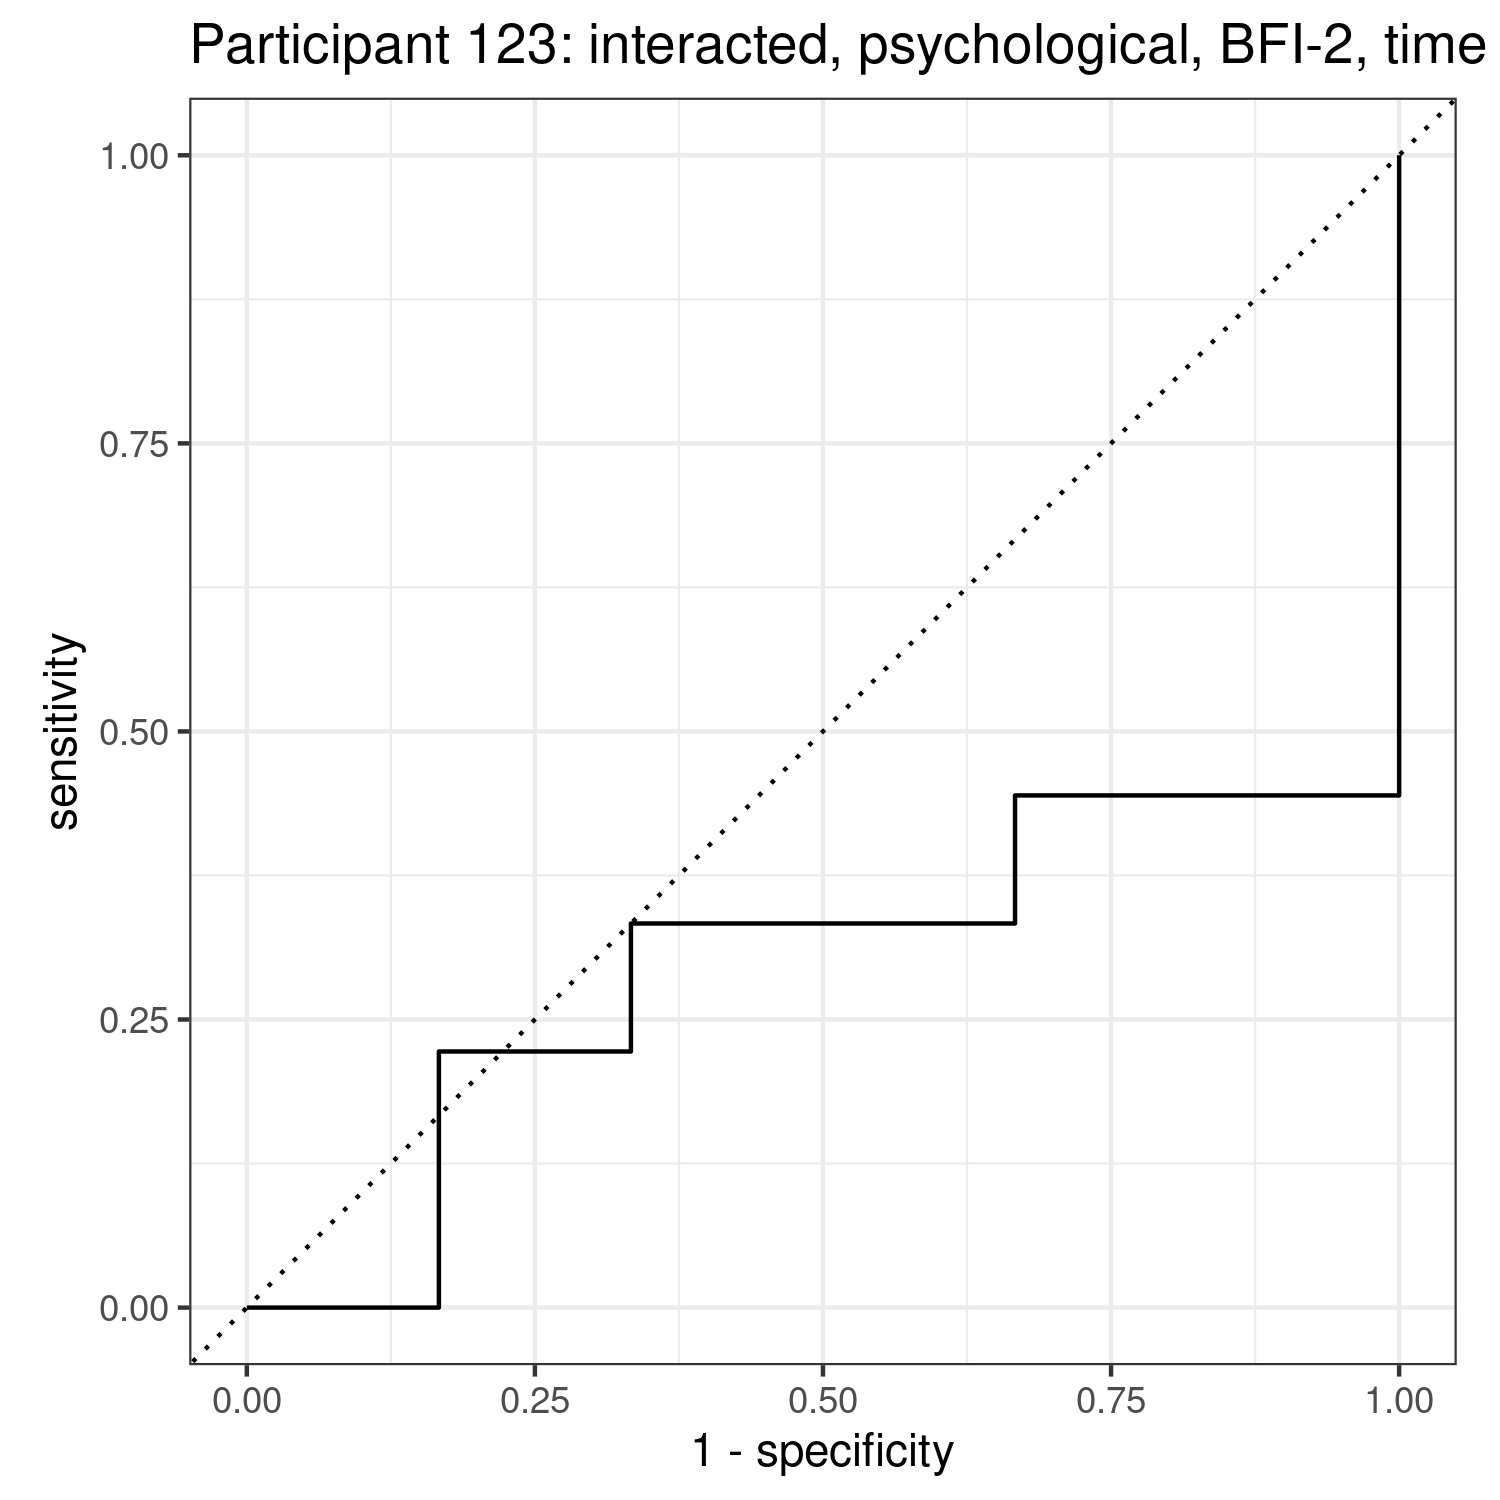 Participant 123: interacted, psychological, BFI-2, time
1.00
0.75
0.50
0.25
0.00
sensitivity
0.00 0.25 0.50 0.75 1.00
1 - specificity